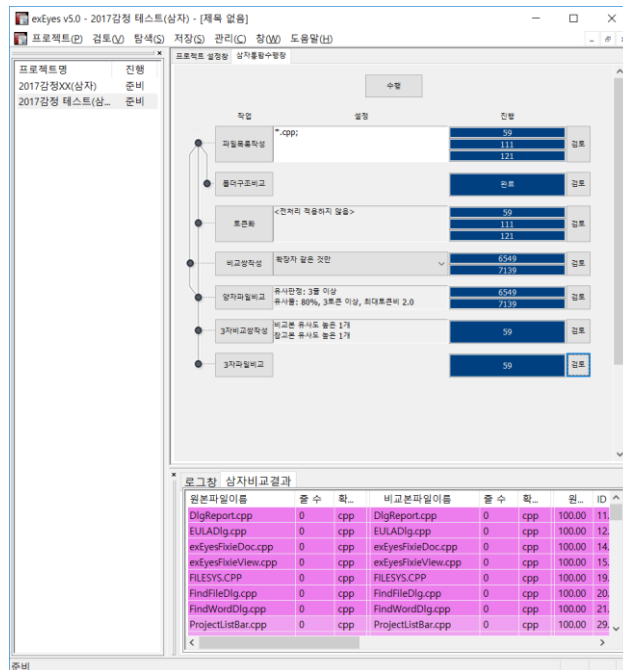 exEyes v5.0 - 2017감정 테스트(삼자) - [제목 없음]
프로젝트(P) 검토(V) 탐색(S) 저장(S) 관리(C) 창(W) 도움말(H)
프로젝트명 진행
2017감정XX(삼자) 준비
2017감정 테스트(삼... 준비
프로젝트 설정창 삼자통합수행창
수행
작업 설정 진행
파일목록작성 *.cpp; 59 검토
111
121
폴더구조비교 완료 검토
토큰화 <전처리 적용하지 않음> 59 검토
111
121
비교쌍작성 확장자 같은 것만 6549 검토
7139
양자파일비교 유사판정: 3줄 이상 6549 검토
유사줄: 80%, 3토큰 이상, 최대토큰비 2.0 7139
3자비교쌍작성 비교본 유사도 높은 1개 59 검토
참고본 유사도 높은 1개
3자파일비교 59 검토
로그창 삼자비교결과
원본파일이름 줄 수 확... 비교본파일이름 줄 수 확... 원... ID
DlgReport.cpp 0 cpp DlgReport.cpp 0 cpp 100.00 11.
EULADlg.cpp 0 cpp EULADlg.cpp 0 cpp 100.00 12.
exEyesFixieDoc.cpp 0 cpp exEyesFixieDoc.cpp 0 cpp 100.00 14.
exEyesFixieView.cpp 0 cpp exEyesFixieView.cpp 0 cpp 100.00 15.
FILESYS.CPP 0 cpp FILESYS.CPP 0 cpp 100.00 19.
FindFileDlg.cpp 0 cpp FindFileDlg.cpp 0 cpp 100.00 20.
FindWordDlg.cpp 0 cpp FindWordDlg.cpp 0 cpp 100.00 21.
ProjectListBar.cpp 0 cpp ProjectListBar.cpp 0 cpp 100.00 29.
준비